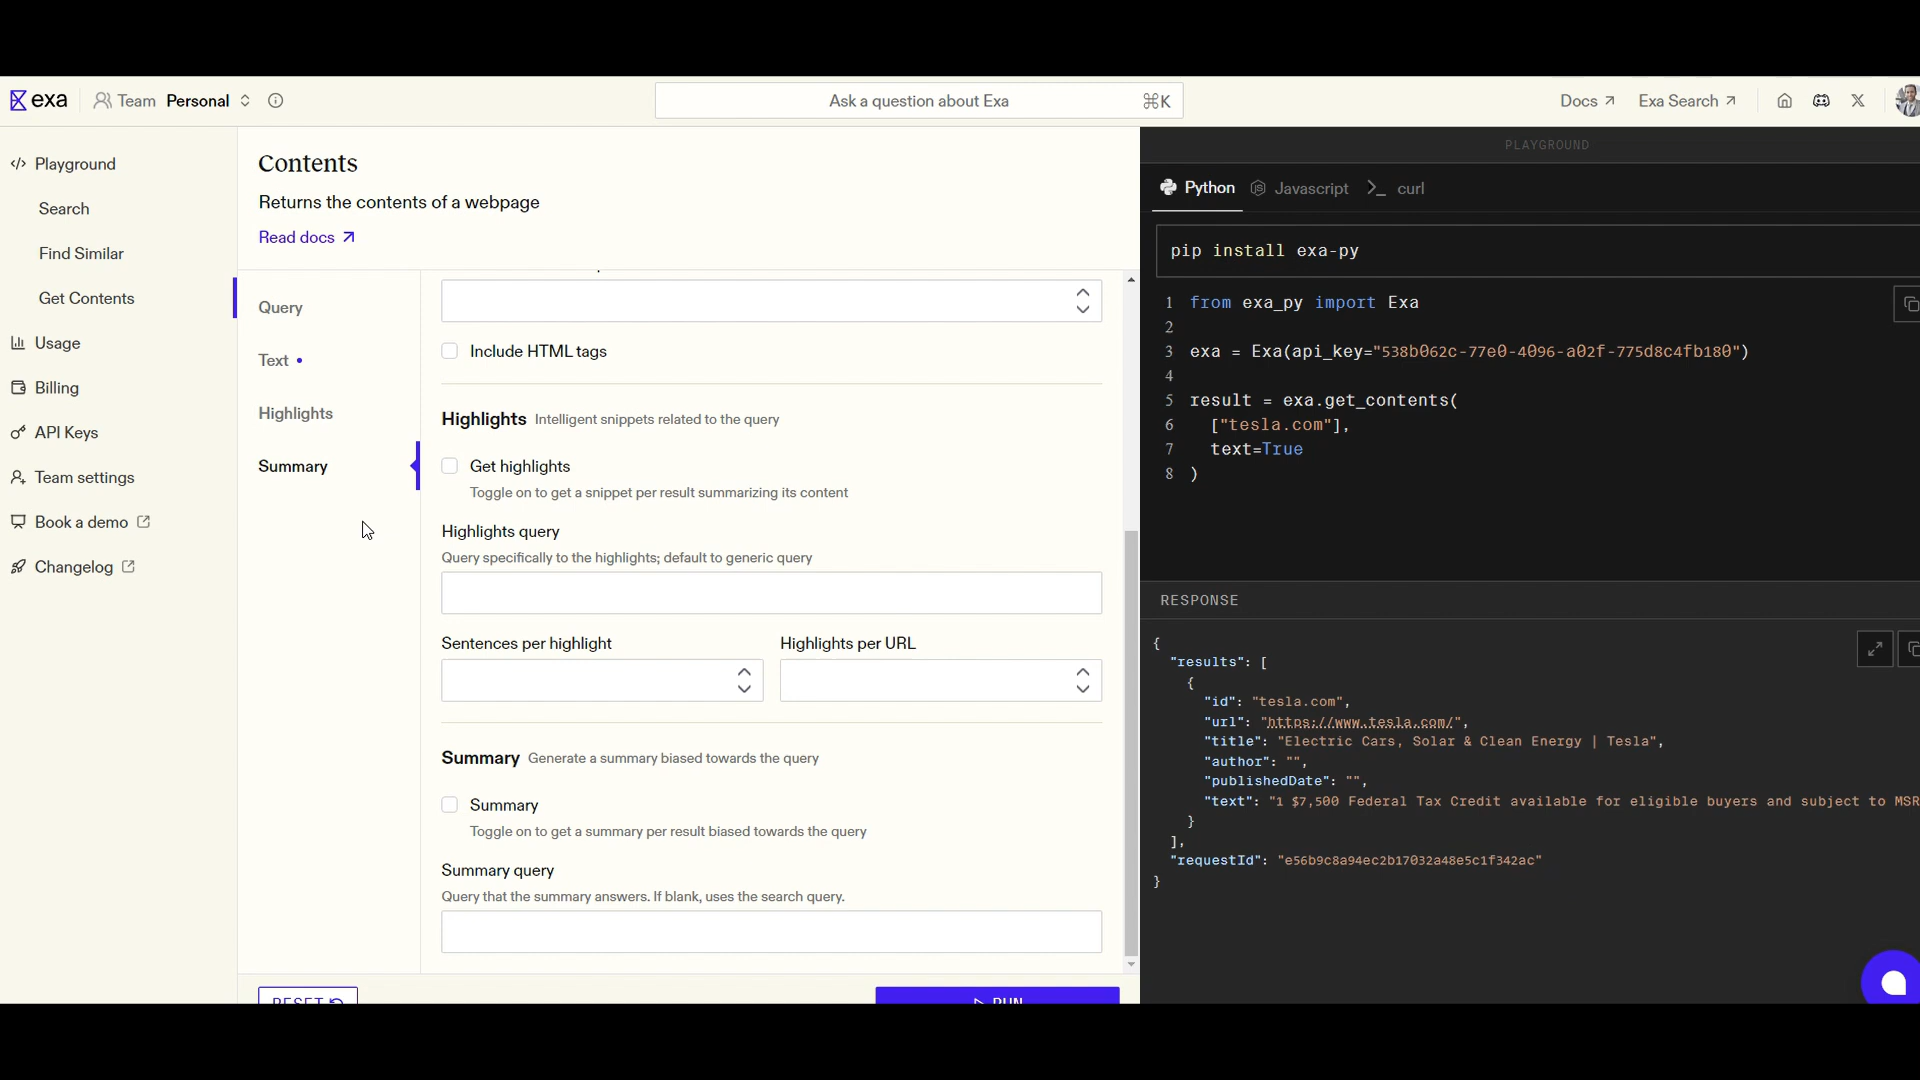 exa Team Personal
Ask a question about Exa ⌘K
Docs ↗ Exa Search ↗
Playground
Search
Find Similar
Get Contents
Usage
Billing
API Keys
Team settings
Book a demo
Changelog
Contents
Returns the contents of a webpage
Read docs ↗
Query
Text •
Highlights
Summary
Include HTML tags
Highlights Intelligent snippets related to the query
Get highlights
Toggle on to get a snippet per result summarizing its content
Highlights query
Query specifically to the highlights; default to generic query
Sentences per highlight
Highlights per URL
Summary Generate a summary biased towards the query
Summary
Toggle on to get a summary per result biased towards the query
Summary query
Query that the summary answers. If blank, uses the search query.
RESET
RUN
PLAYGROUND
Python Javascript curl
pip install exa-py
1 from exa_py import Exa
2
3 exa = Exa(api_key="538b062c-77e0-4096-a02f-775d8c4fb180")
4
5 result = exa.get_contents(
6 ["tesla.com"],
7 text=True
8 )
RESPONSE
{
"results": [
{
"id": "tesla.com",
"url": "https://www.tesla.com/",
"title": "Electric Cars, Solar & Clean Energy | Tesla",
"author": "",
"publishedDate": "",
"text": "1 $7,500 Federal Tax Credit available for eligible buyers and subject to MSR
}
],
"requestId": "e56b9c8a94ec2b17032a48e5c1f342ac"
}